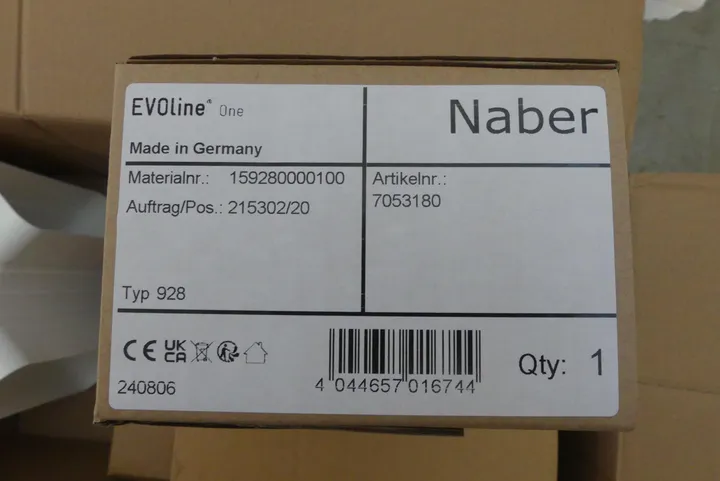 EVOline® One
Naber
Made in Germany
Materialnr.: 159280000100
Auftrag/Pos.: 215302/20
Artikelnr.:
7053180
Typ 928
CE UK CA
240806
4 044657 016744
Qty: 1